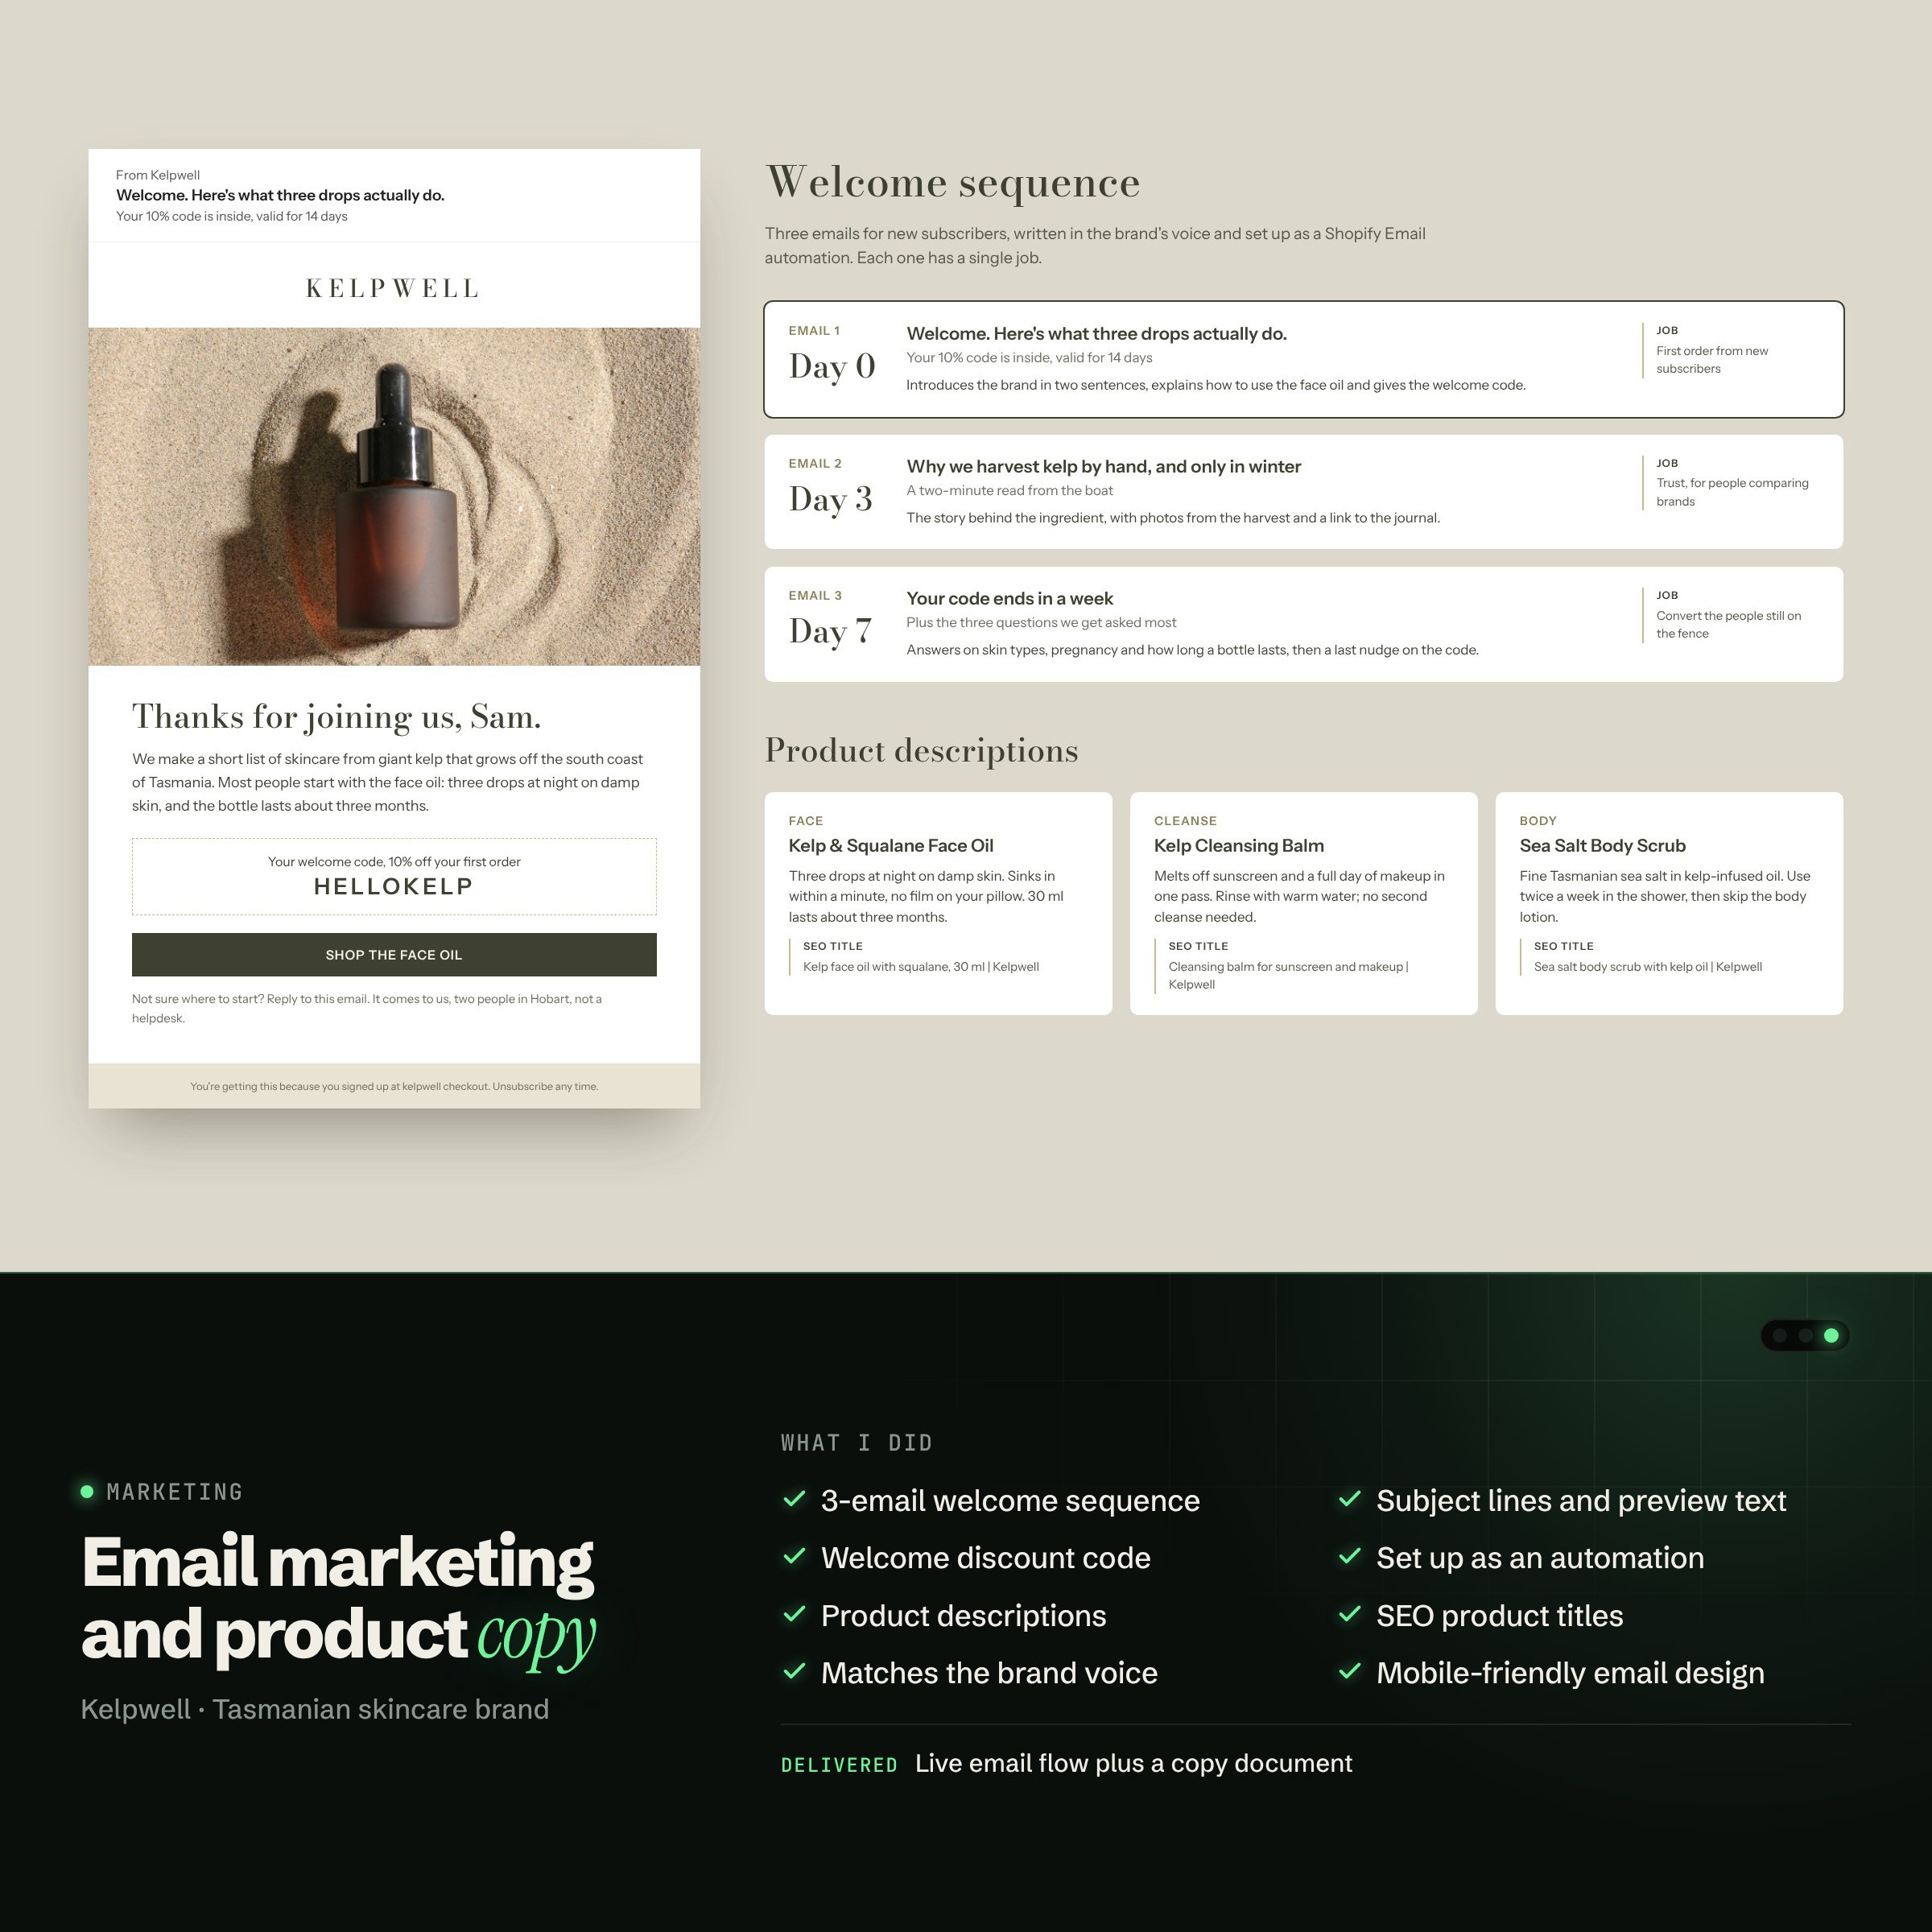 From Kelpwell
Welcome. Here's what three drops actually do.
Your 10% code is inside, valid for 14 days
KELPWELL
Thanks for joining us, Sam.
We make a short list of skincare from giant kelp that grows off the south coast
of Tasmania. Most people start with the face oil: three drops at night on damp
skin, and the bottle lasts about three months.
Your welcome code, 10% off your first order
HELLOKELP
SHOP THE FACE OIL
Not sure where to start? Reply to this email. It comes to us, two people in Hobart, not a
helpdesk.
You're getting this because you signed up at kelpwell checkout. Unsubscribe any time.
Welcome sequence
Three emails for new subscribers, written in the brand's voice and set up as a Shopify Email
automation. Each one has a single job.
EMAIL 1
Day 0
Welcome. Here's what three drops actually do.
Your 10% code is inside, valid for 14 days
Introduces the brand in two sentences, explains how to use the face oil and gives the welcome code.
JOB
First order from new
subscribers
EMAIL 2
Day 3
Why we harvest kelp by hand, and only in winter
A two-minute read from the boat
The story behind the ingredient, with photos from the harvest and a link to the journal.
JOB
Trust, for people comparing
brands
EMAIL 3
Day 7
Your code ends in a week
Plus the three questions we get asked most
Answers on skin types, pregnancy and how long a bottle lasts, then a last nudge on the code.
JOB
Convert the people still on
the fence
Product descriptions
FACE
Kelp & Squalane Face Oil
Three drops at night on damp skin. Sinks in
within a minute, no film on your pillow. 30 ml
lasts about three months.
SEO TITLE
Kelp face oil with squalane, 30 ml | Kelpwell
CLEANSE
Kelp Cleansing Balm
Melts off sunscreen and a full day of makeup in
one pass. Rinse with warm water; no second
cleanse needed.
SEO TITLE
Cleansing balm for sunscreen and makeup |
Kelpwell
BODY
Sea Salt Body Scrub
Fine Tasmanian sea salt in kelp-infused oil. Use
twice a week in the shower, then skip the body
lotion.
SEO TITLE
Sea salt body scrub with kelp oil | Kelpwell
MARKETING
Email marketing
and product copy
Kelpwell · Tasmanian skincare brand
WHAT I DID
3-email welcome sequence
Subject lines and preview text
Welcome discount code
Set up as an automation
Product descriptions
SEO product titles
Matches the brand voice
Mobile-friendly email design
DELIVERED Live email flow plus a copy document